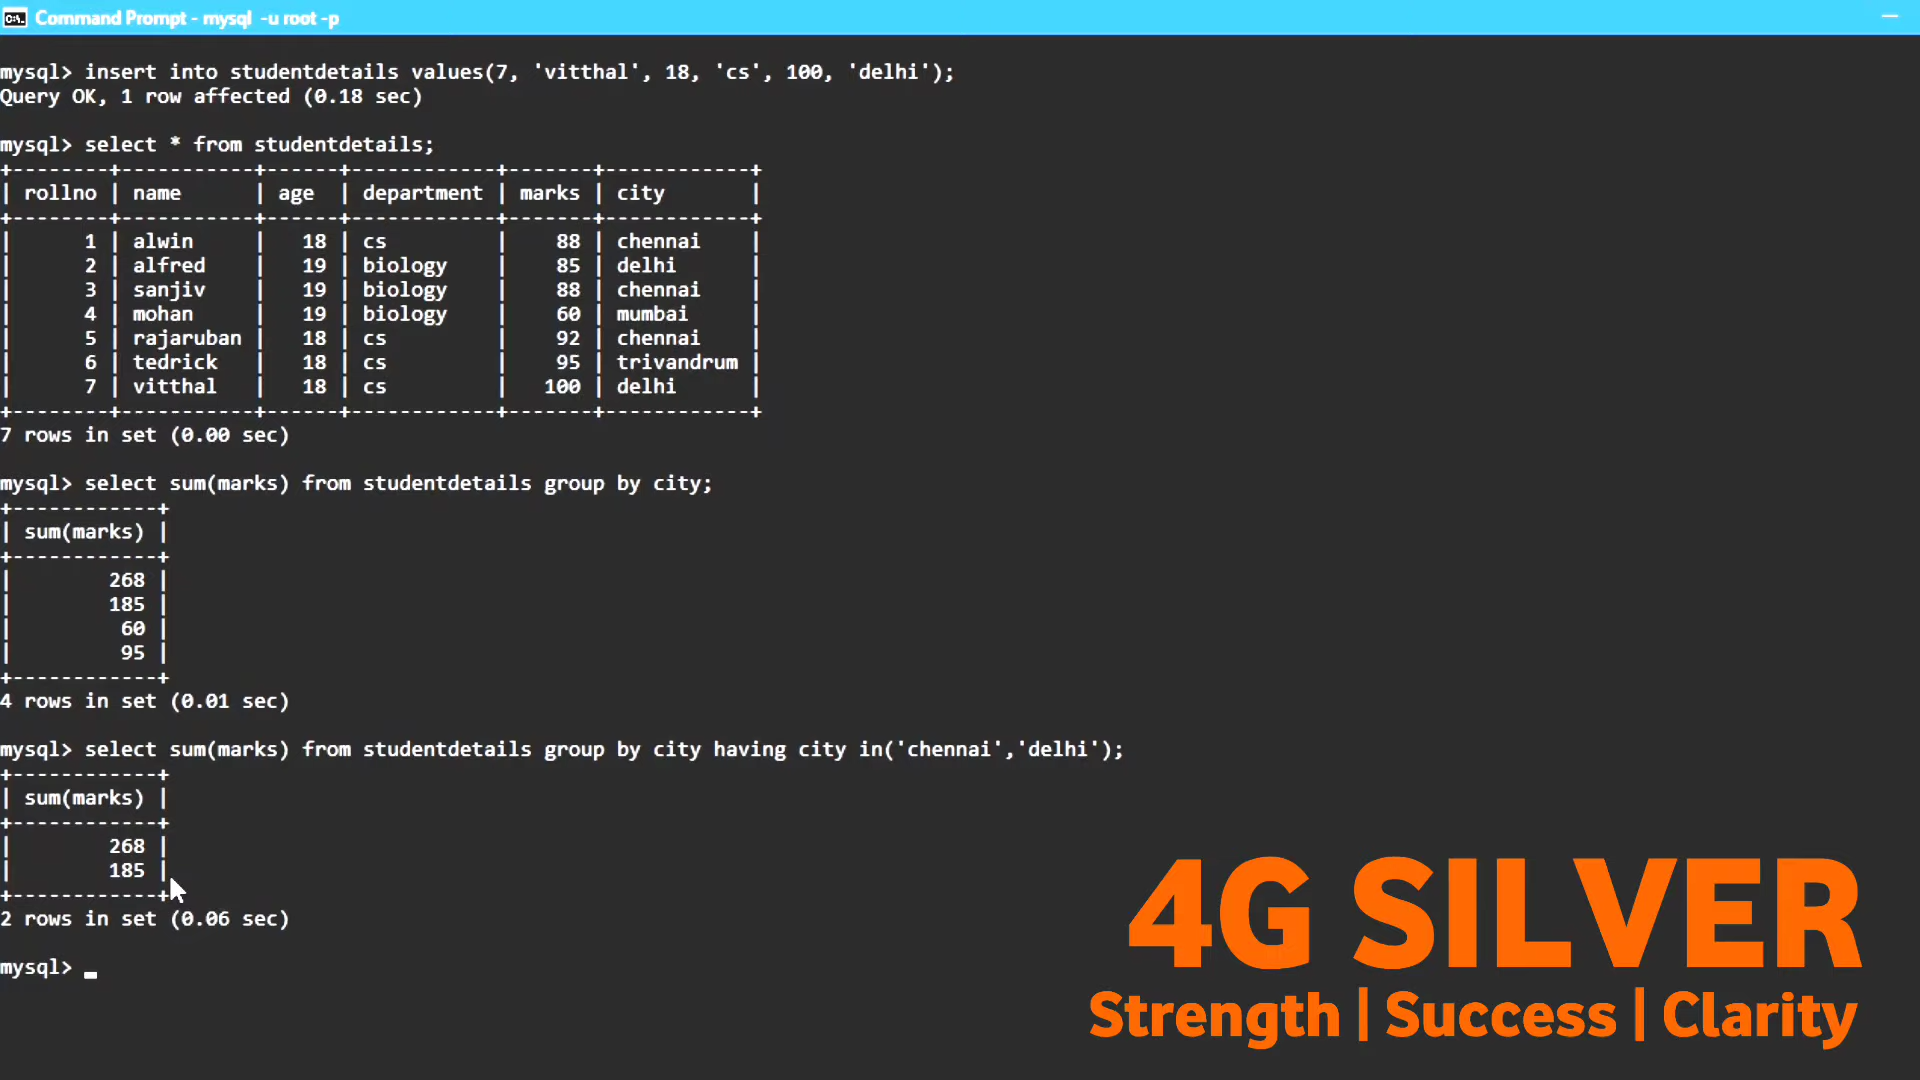 Command Prompt - mysql -u root -p
mysql> insert into studentdetails values(7, 'vitthal', 18, 'cs', 100, 'delhi');
Query OK, 1 row affected (0.18 sec)
mysql> select * from studentdetails;
+--------+-----------+------+------------+-------+------------+
| rollno | name      | age  | department | marks | city       |
+--------+-----------+------+------------+-------+------------+
|      1 | alwin     |   18 | cs         |    88 | chennai    |
|      2 | alfred    |   19 | biology    |    85 | delhi      |
|      3 | sanjiv    |   19 | biology    |    88 | chennai    |
|      4 | mohan     |   19 | biology    |    60 | mumbai     |
|      5 | rajaruban |   18 | cs         |    92 | chennai    |
|      6 | tedrick   |   18 | cs         |    95 | trivandrum |
|      7 | vitthal   |   18 | cs         |   100 | delhi      |
+--------+-----------+------+------------+-------+------------+
7 rows in set (0.00 sec)
mysql> select sum(marks) from studentdetails group by city;
+------------+
| sum(marks) |
+------------+
|        268 |
|        185 |
|         60 |
|         95 |
+------------+
4 rows in set (0.01 sec)
mysql> select sum(marks) from studentdetails group by city having city in('chennai','delhi');
+------------+
| sum(marks) |
+------------+
|        268 |
|        185 |
+------------+
2 rows in set (0.06 sec)
mysql> _
4G SILVER
Strength | Success | Clarity